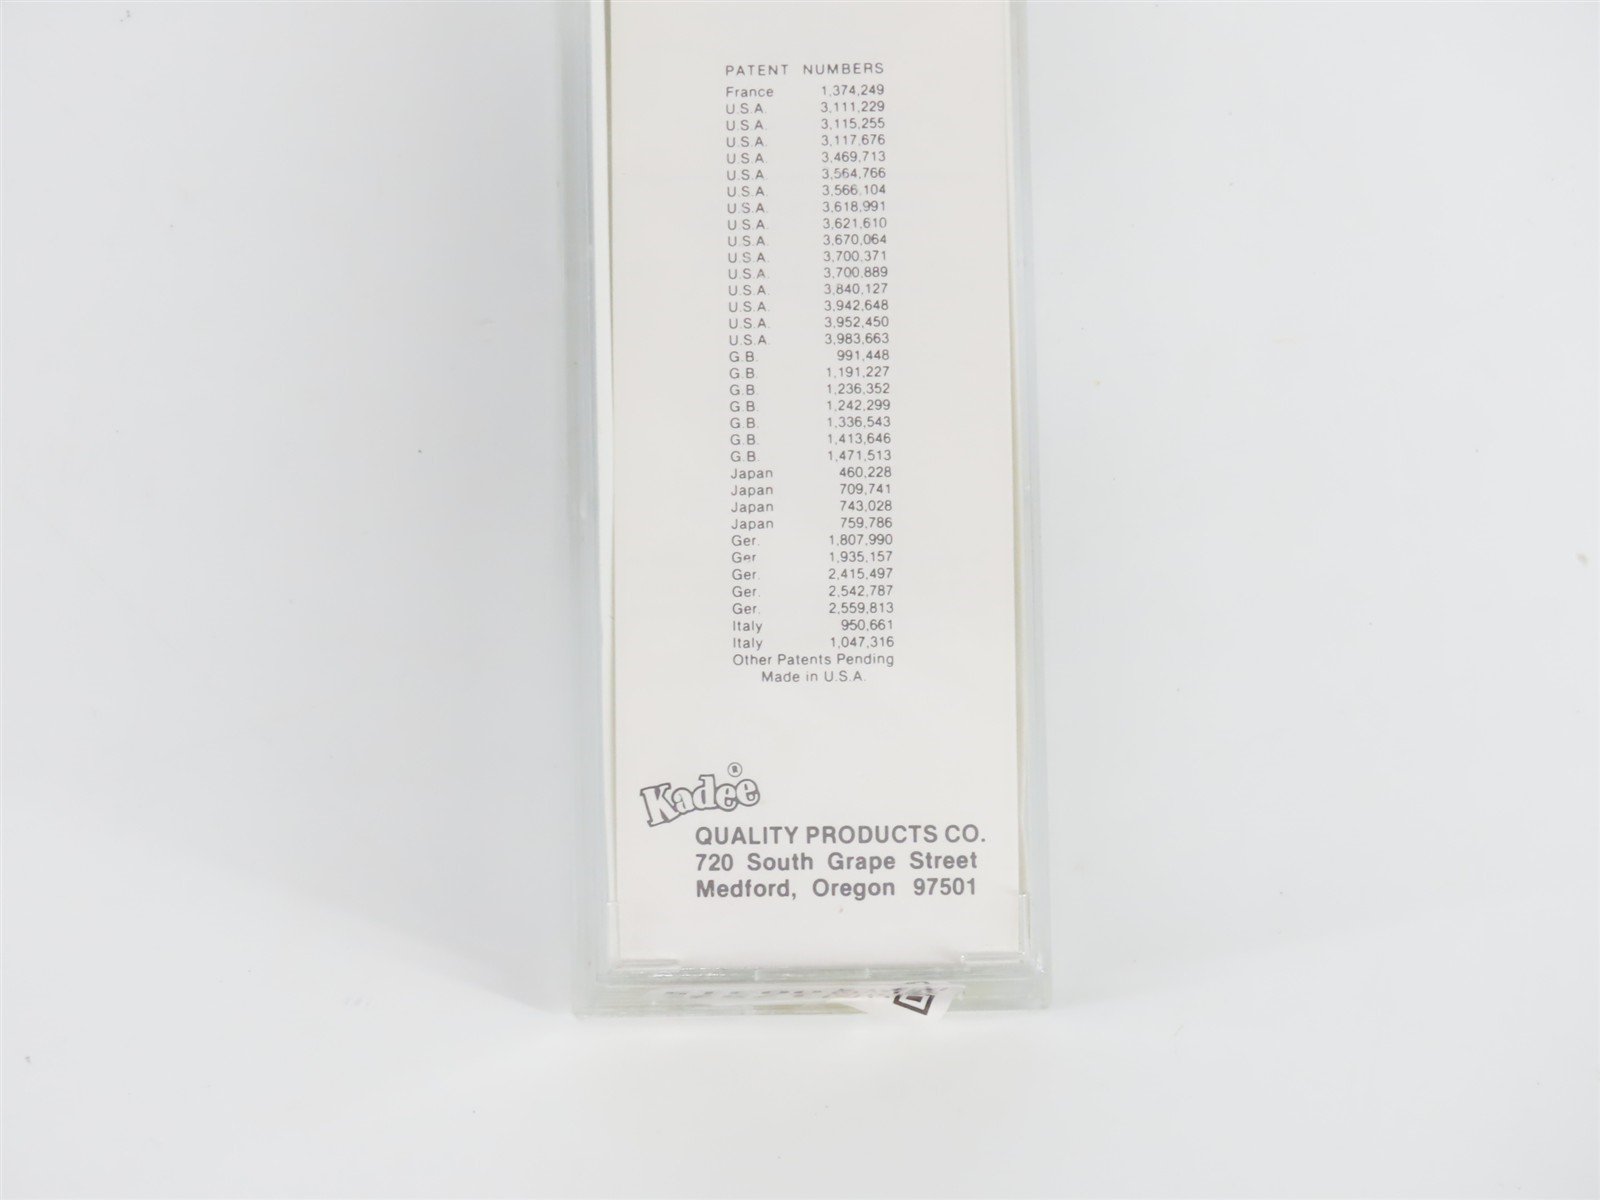 PATENT NUMBERS
France 1,374,249
U.S.A. 3,111,229
U.S.A. 3,115,255
U.S.A. 3,117,676
U.S.A. 3,469,713
U.S.A. 3,564,766
U.S.A. 3,566,104
U.S.A. 3,618,991
U.S.A. 3,621,610
U.S.A. 3,670,064
U.S.A. 3,700,371
U.S.A. 3,700,889
U.S.A. 3,840,127
U.S.A. 3,942,648
U.S.A. 3,952,450
U.S.A. 3,983,663
G.B. 991,448
G.B. 1,191,227
G.B. 1,236,352
G.B. 1,242,299
G.B. 1,336,543
G.B. 1,413,646
G.B. 1,471,513
Japan 460,228
Japan 709,741
Japan 743,028
Japan 759,786
Ger. 1,807,990
Ger. 1,935,157
Ger. 2,415,497
Ger. 2,542,787
Ger. 2,559,813
Italy 950,661
Italy 1,047,316
Other Patents Pending
Made in U.S.A.
Kadee®
QUALITY PRODUCTS CO.
720 South Grape Street
Medford, Oregon 97501